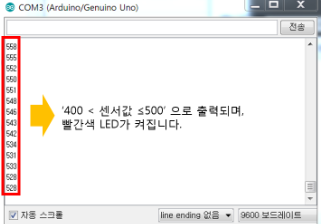 COM3 (Arduino/Genuino Uno)
전송
558
555
552
550
551
548
546
543
542
534
531
533
528
528
'400 < 센서값 ≤500' 으로 출력되며,
빨간색 LED가 켜집니다.
자동 스크롤
line ending 없음
9600 보드레이트